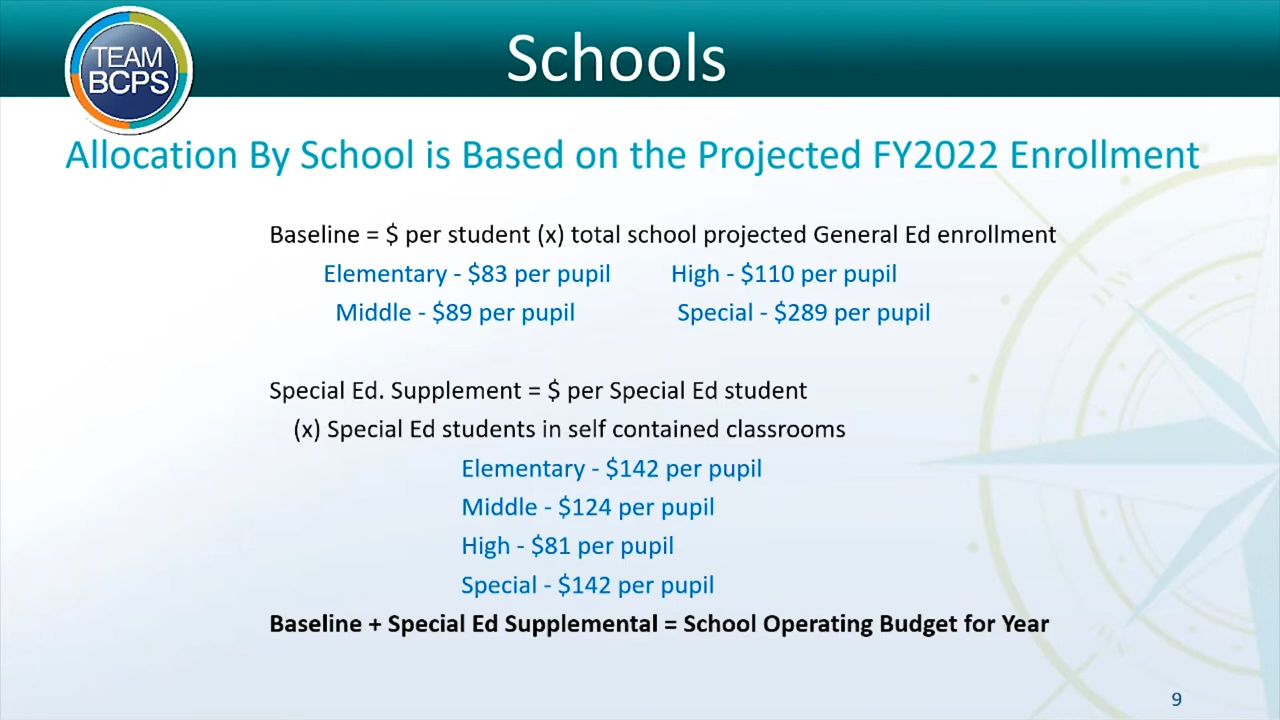 TEAM
BCPS
Schools
Allocation By School is Based on the Projected FY2022 Enrollment
Baseline = $ per student (x) total school projected General Ed enrollment
Elementary - $83 per pupil High - $110 per pupil
Middle - $89 per pupil Special - $289 per pupil
Special Ed. Supplement = $ per Special Ed student
(x) Special Ed students in self contained classrooms
Elementary - $142 per pupil
Middle - $124 per pupil
High - $81 per pupil
Special - $142 per pupil
Baseline + Special Ed Supplemental = School Operating Budget for Year
9